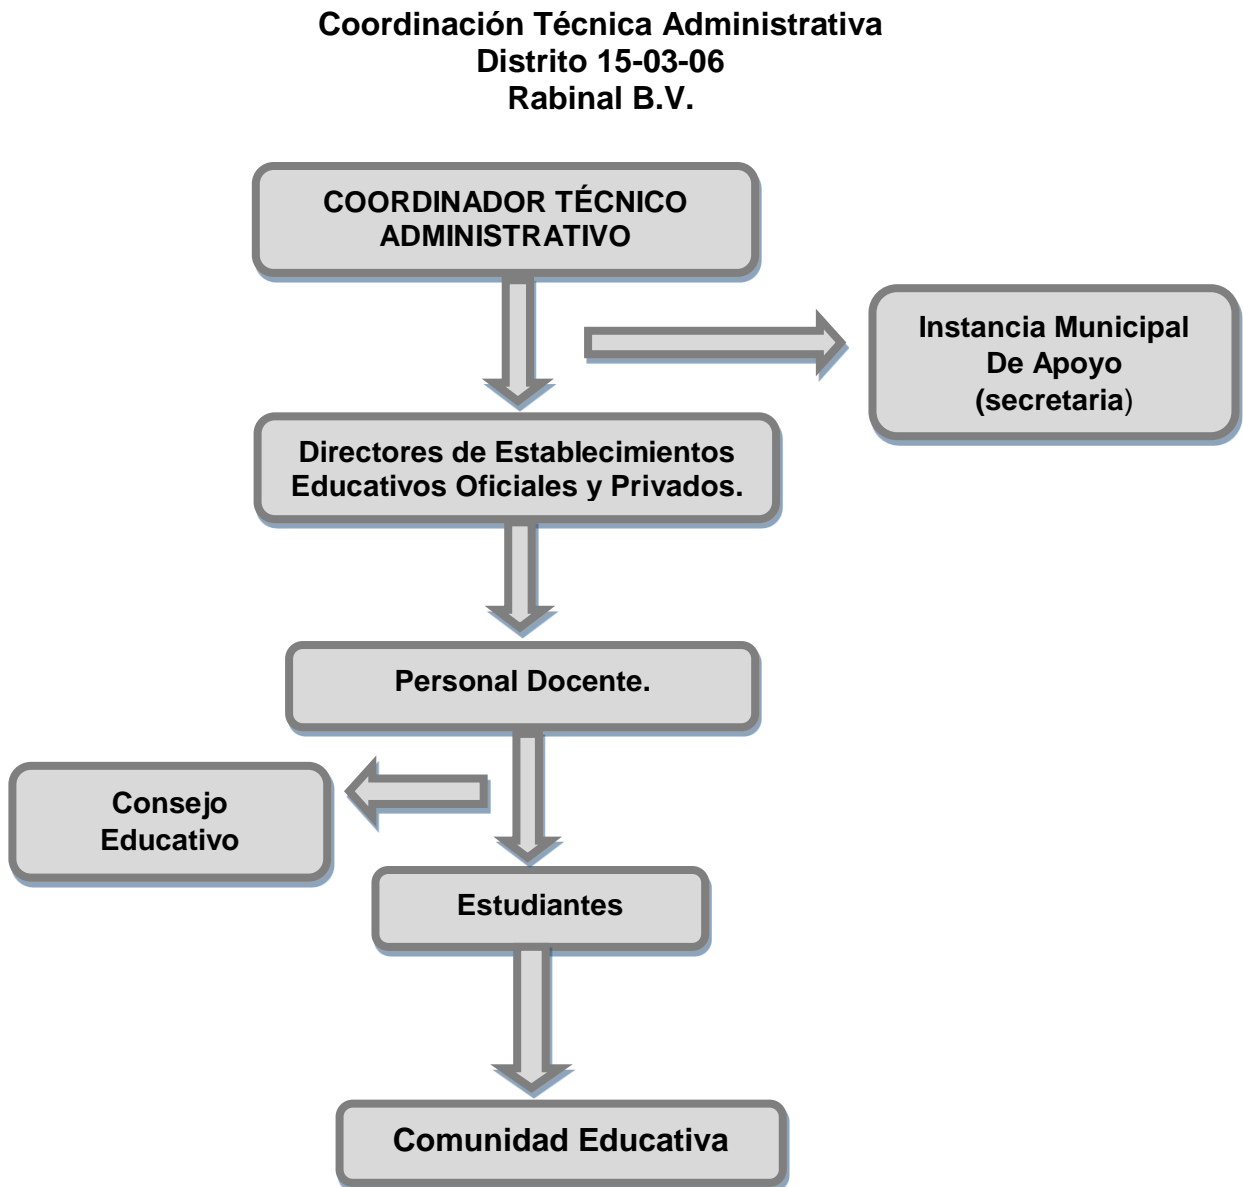 Coordinación Técnica Administrativa
Distrito 15-03-06
Rabinal B.V.
COORDINADOR TÉCNICO
ADMINISTRATIVO
Instancia Municipal
De Apoyo
(secretaria)
Directores de Establecimientos
Educativos Oficiales y Privados.
Personal Docente.
Consejo
Educativo
Estudiantes
Comunidad Educativa